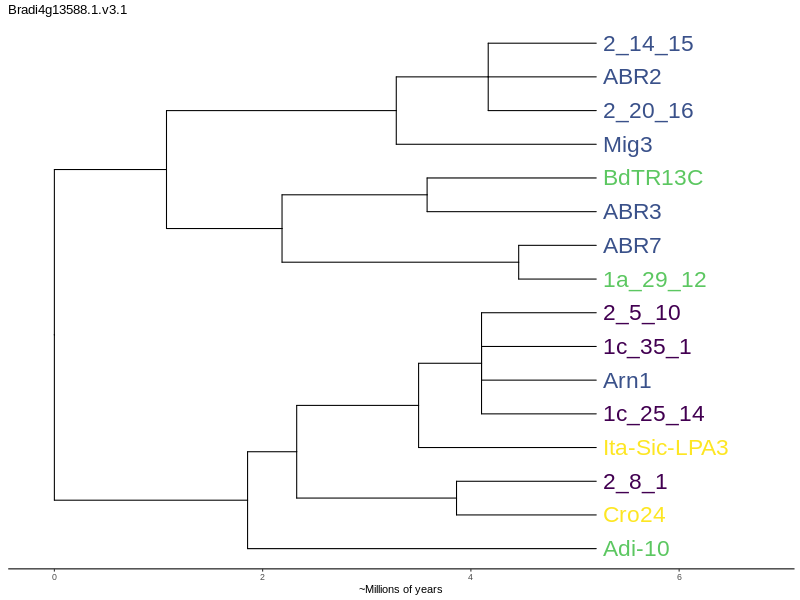 Bradi4g13588.1.v3.1
2_14_15
ABR2
2_20_16
Mig3
BdTR13C
ABR3
ABR7
1a_29_12
2_5_10
1c_35_1
Arn1
1c_25_14
Ita-Sic-LPA3
2_8_1
Cro24
Adi-10
0 2 4 6
~Millions of years